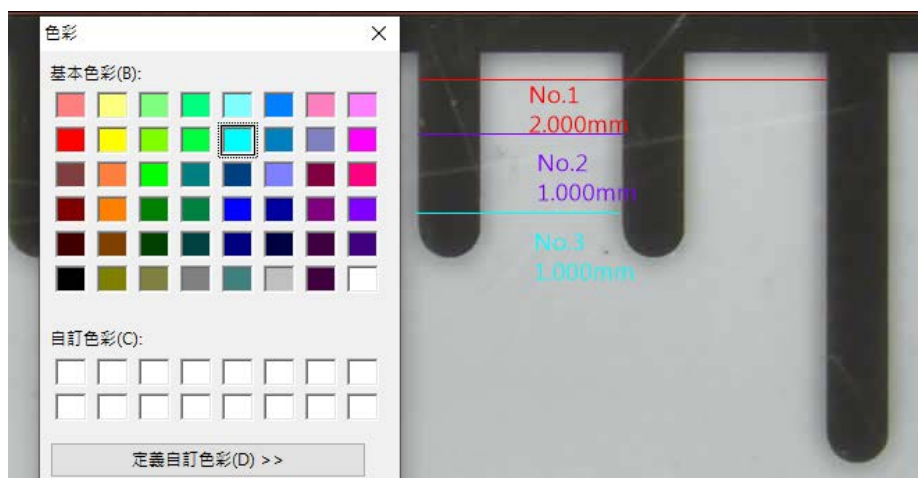 色彩
基本色彩(B):
自訂色彩(C):
定義自訂色彩(D) >>
No.1
2.000mm
No.2
1.000mm
No.3
1.000mm